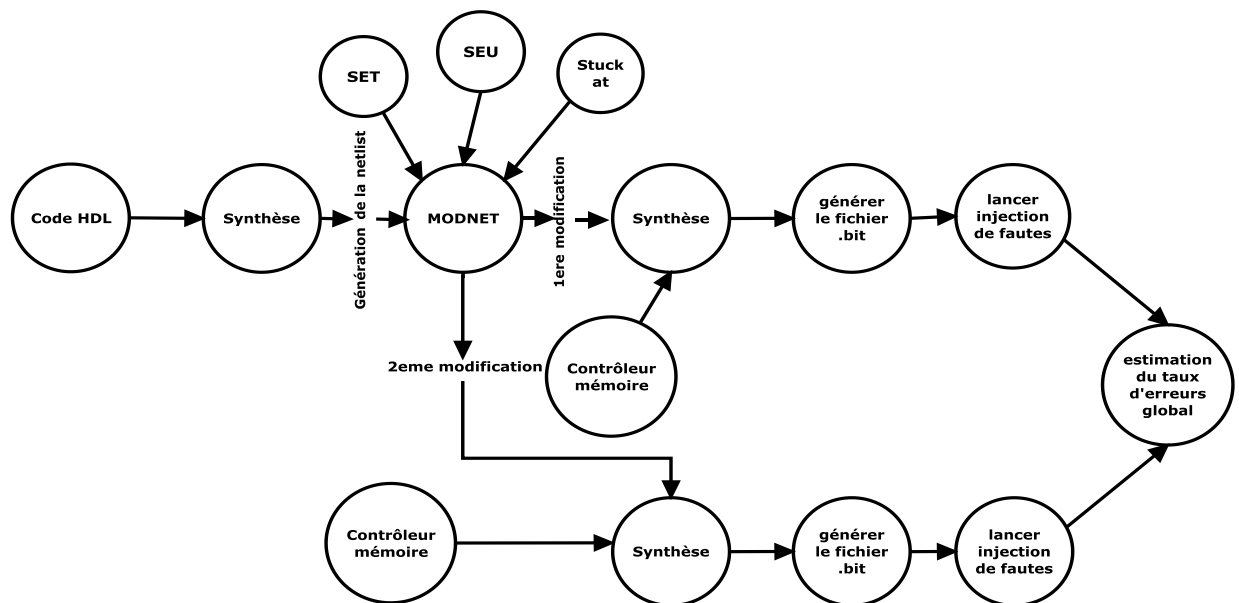 SET
SEU
Stuck
at
Code HDL
Synthèse
Génération de la netlist
MODNET
1ere modification
Synthèse
générer
le fichier
.bit
lancer
injection
de fautes
2eme modification
Contrôleur
mémoire
estimation
du taux
d'erreurs
global
Contrôleur
mémoire
Synthèse
générer
le fichier
.bit
lancer
injection
de fautes